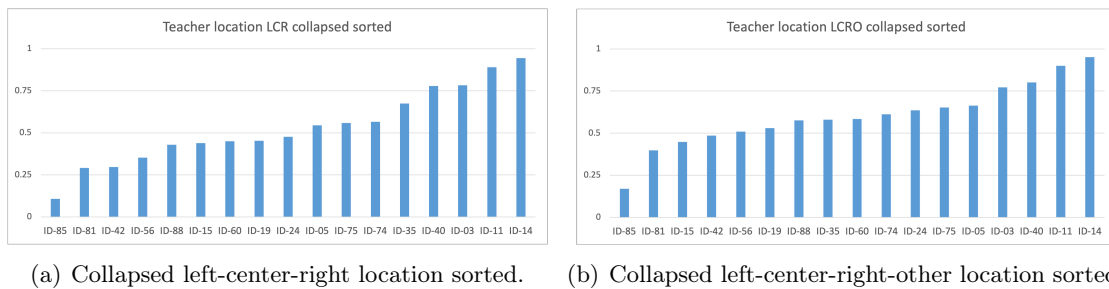 Teacher location LCR collapsed sorted
1
0.75
0.5
0.25
0
ID-85 ID-81 ID-42 ID-56 ID-88 ID-15 ID-60 ID-19 ID-24 ID-05 ID-75 ID-74 ID-35 ID-40 ID-03 ID-11 ID-14
(a) Collapsed left-center-right location sorted.
Teacher location LCRO collapsed sorted
1
0.75
0.5
0.25
0
ID-85 ID-81 ID-15 ID-42 ID-56 ID-19 ID-88 ID-35 ID-60 ID-74 ID-24 ID-75 ID-05 ID-03 ID-40 ID-11 ID-14
(b) Collapsed left-center-right-other location sorted